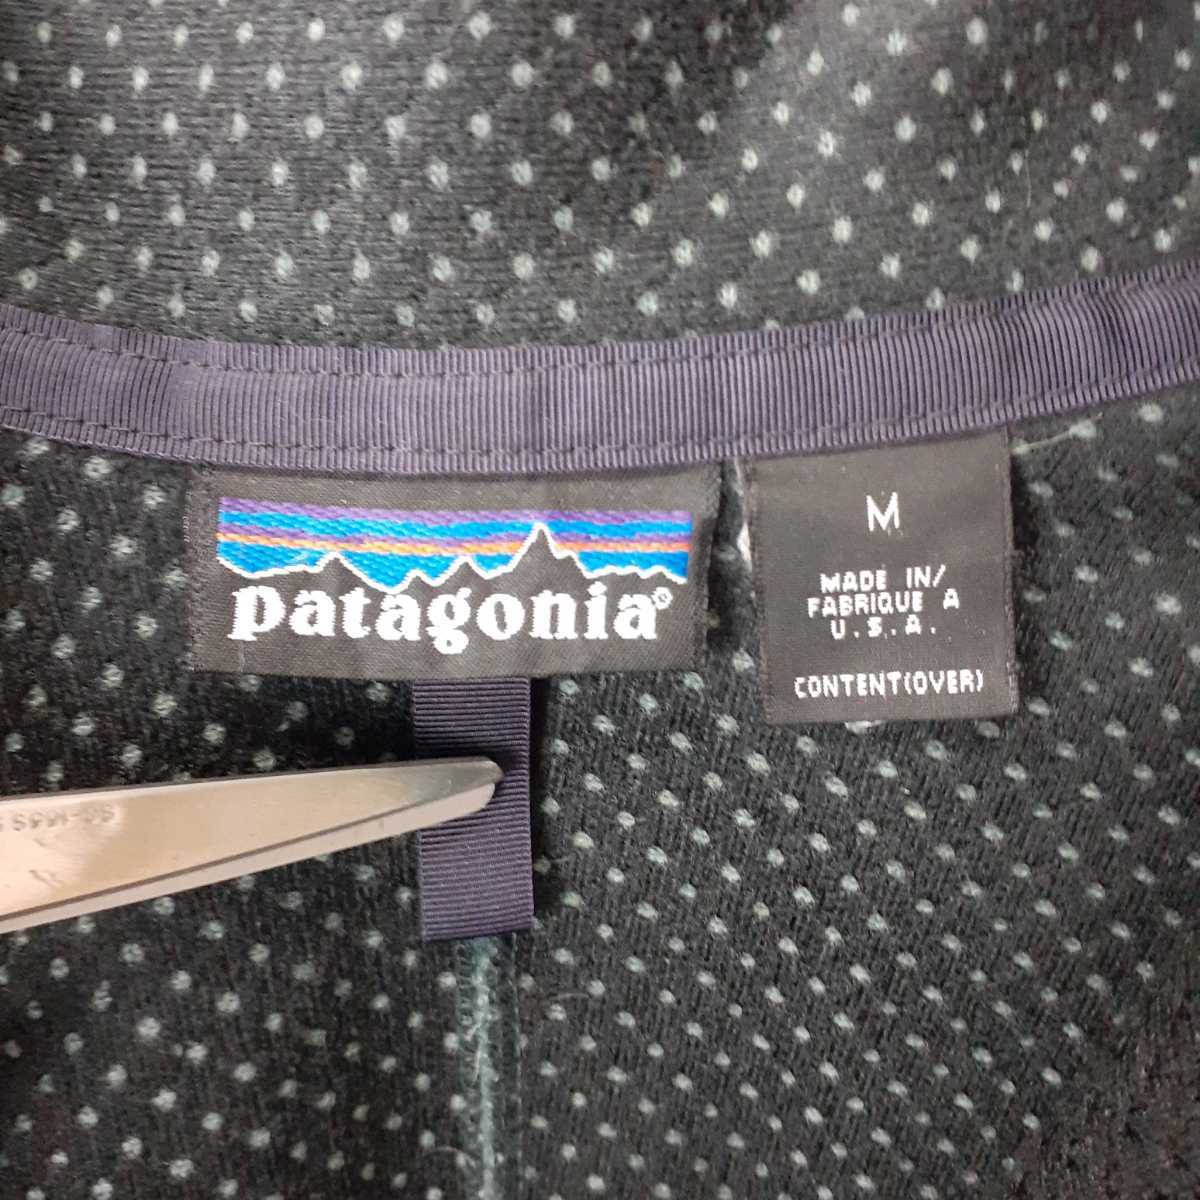 patagonia®
M
MADE IN/
FABRIQUE A
U.S.A.
CONTENT(OVER)